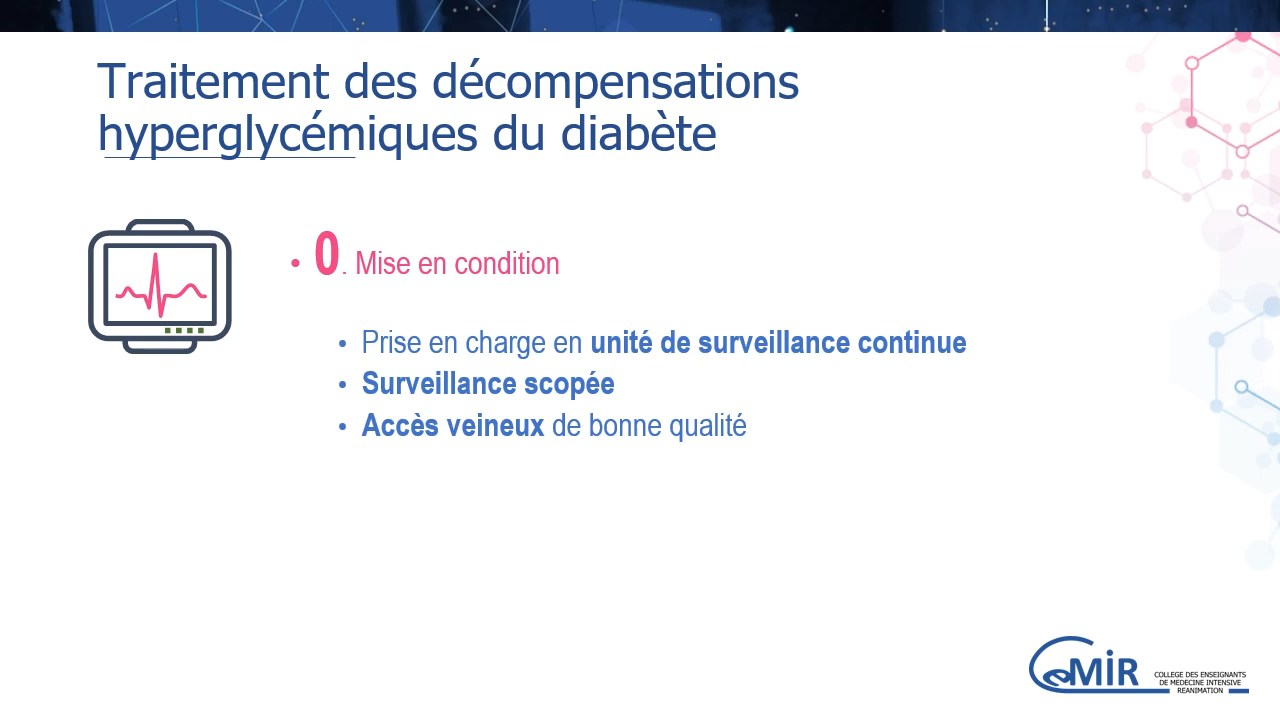 Traitement des décompensations
hyperglycémiques du diabète
• 0. Mise en condition
• Prise en charge en unité de surveillance continue
• Surveillance scopée
• Accès veineux de bonne qualité
CeMiR
COLLEGE DES ENSEIGNANTS
DE MEDECINE INTENSIVE
REANIMATION